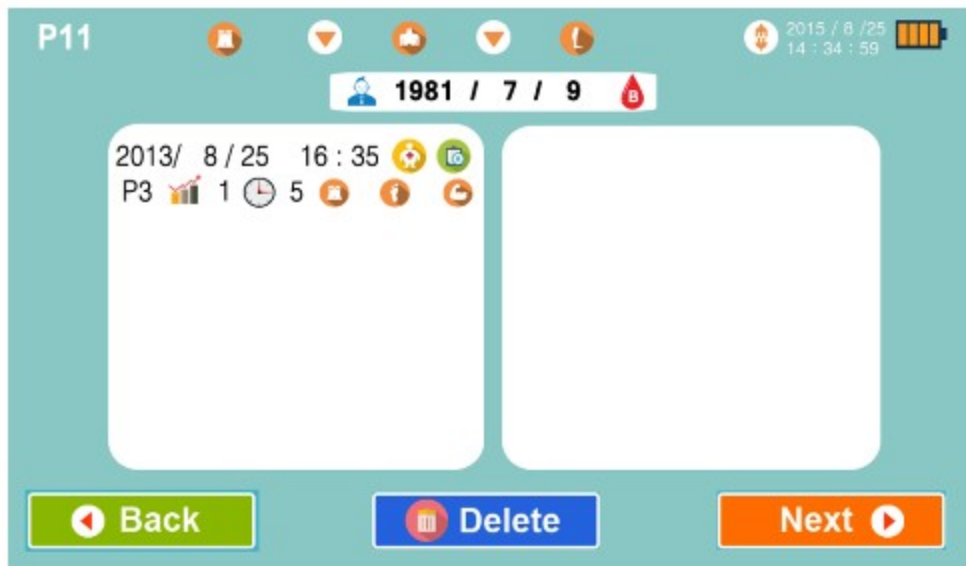 P11
2015 / 8 /25
14 : 34 : 59
1981 / 7 / 9 B
2013/ 8 / 25 16 : 35
P3 1 5
Back
Delete
Next